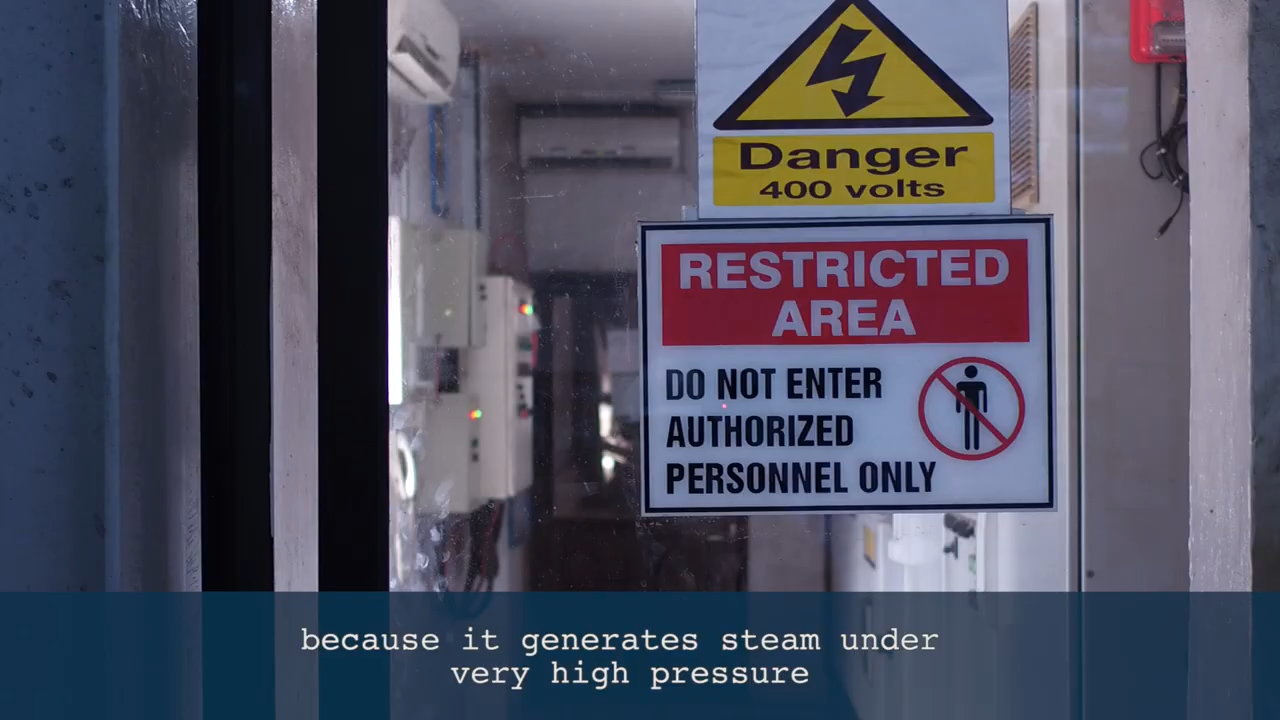 Danger
400 volts
RESTRICTED
AREA
DO NOT ENTER
AUTHORIZED
PERSONNEL ONLY
because it generates steam under
very high pressure